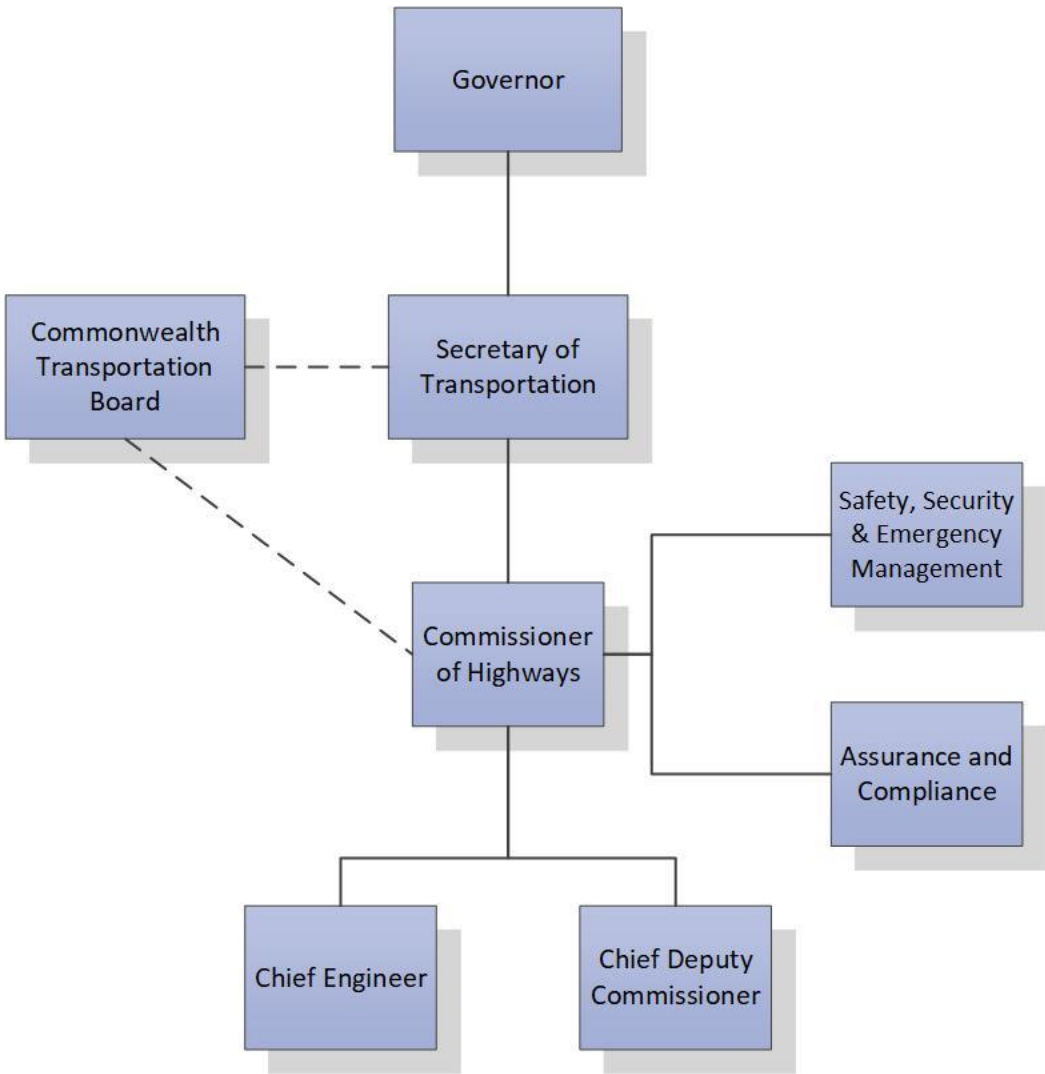 Governor
Commonwealth
Transportation
Board
Secretary of
Transportation
Safety, Security
& Emergency
Management
Commissioner
of Highways
Assurance and
Compliance
Chief Engineer
Chief Deputy
Commissioner